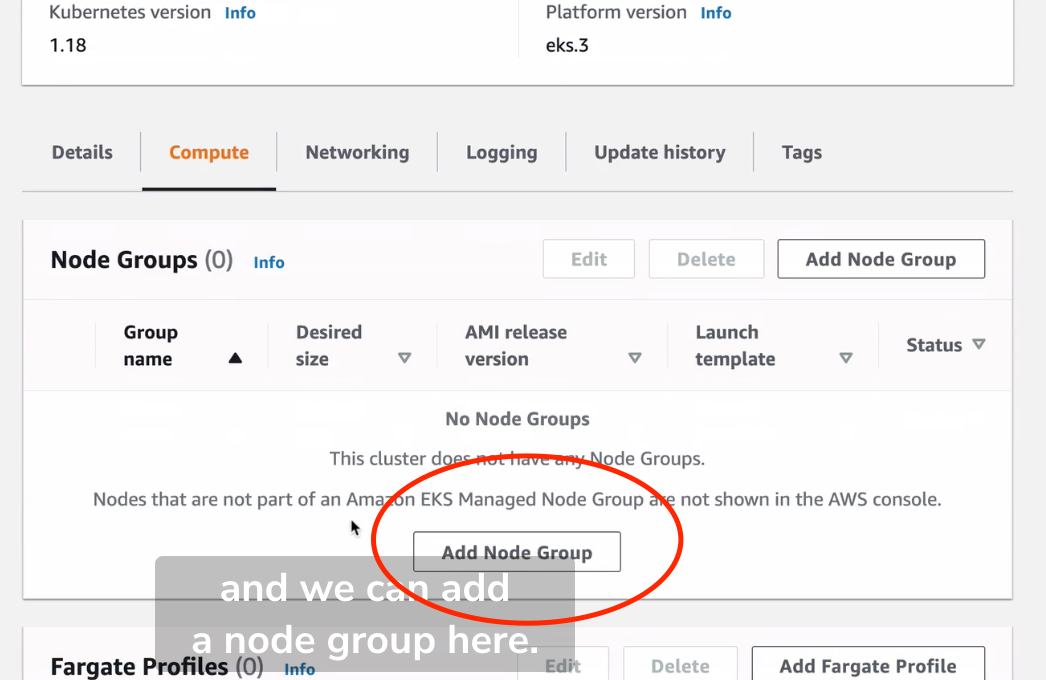 Kubernetes version Info
Platform version Info
1.18
eks.3
Details
Compute
Networking
Logging
Update history
Tags
Node Groups (0) Info
Edit
Delete
Add Node Group
Group name
Desired size
AMI release version
Launch template
Status
No Node Groups
This cluster does not have any Node Groups.
Nodes that are not part of an Amazon EKS Managed Node Group are not shown in the AWS console.
Add Node Group
and we can add
a node group here.
Fargate Profiles (0) Info
Edit
Delete
Add Fargate Profile